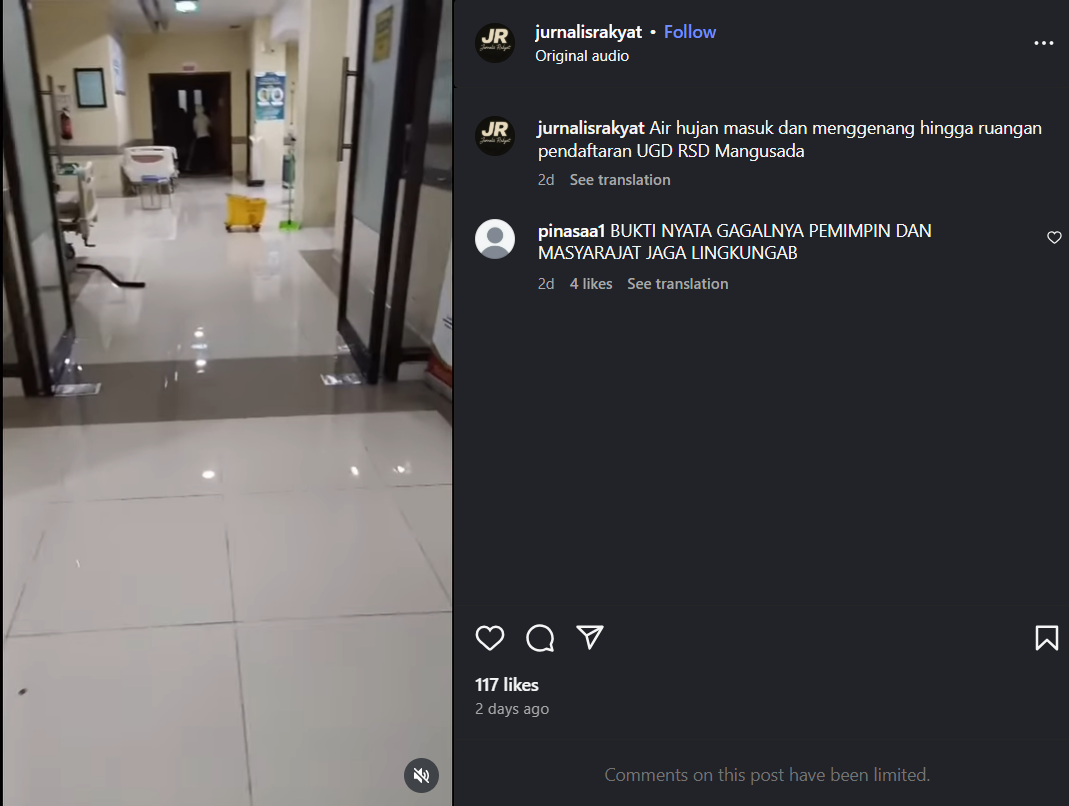 JR
jurnalisrakyat • Follow
Original audio
JR
jurnalisrakyat Air hujan masuk dan menggenang hingga ruangan
pendaftaran UGD RSD Mangusada
2d See translation
pinasaa1 BUKTI NYATA GAGALNYA PEMIMPIN DAN
MASYARAJAT JAGA LINGKUNGAB
2d 4 likes See translation
117 likes
2 days ago
Comments on this post have been limited.